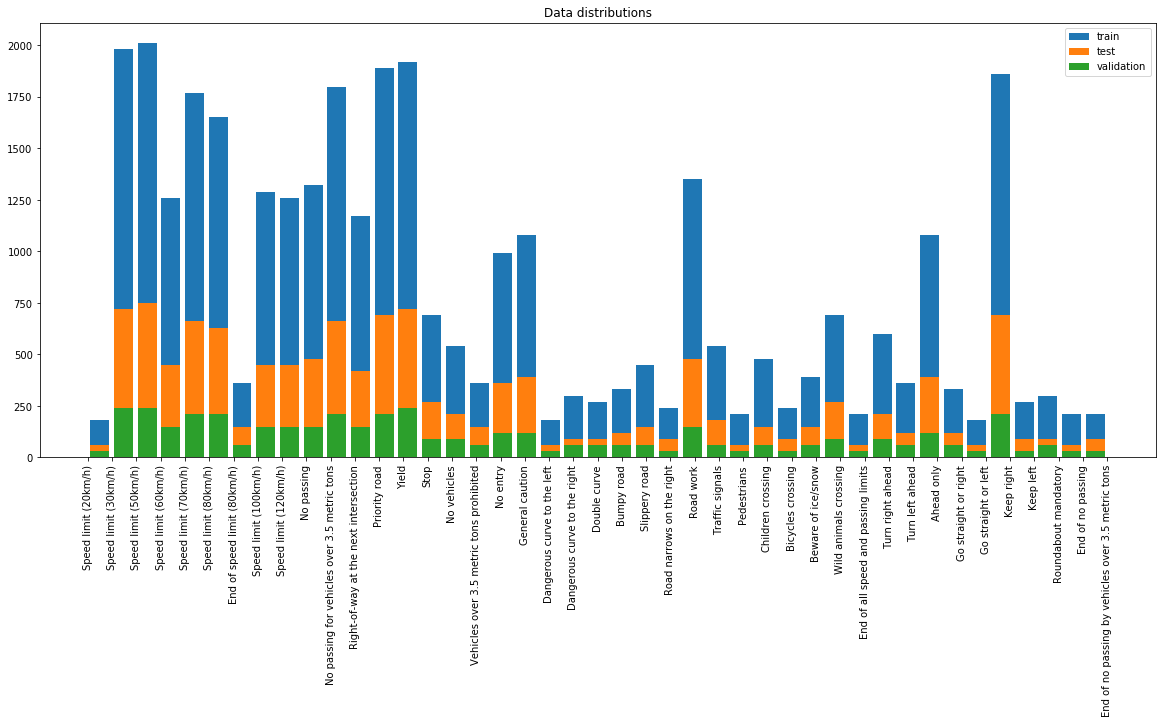 Data distributions
train
test
validation
2000
1750
1500
1250
1000
750
500
250
0
Speed limit (20km/h)
Speed limit (30km/h)
Speed limit (50km/h)
Speed limit (60km/h)
Speed limit (70km/h)
Speed limit (80km/h)
End of speed limit (80km/h)
Speed limit (100km/h)
Speed limit (120km/h)
No passing
No passing for vehicles over 3.5 metric tons
Right-of-way at the next intersection
Priority road
Yield
Stop
No vehicles
Vehicles over 3.5 metric tons prohibited
No entry
General caution
Dangerous curve to the left
Dangerous curve to the right
Double curve
Bumpy road
Slippery road
Road narrows on the right
Road work
Traffic signals
Pedestrians
Children crossing
Bicycles crossing
Beware of ice/snow
Wild animals crossing
End of all speed and passing limits
Turn right ahead
Turn left ahead
Ahead only
Go straight or right
Go straight or left
Keep right
Keep left
Roundabout mandatory
End of no passing
End of no passing by vehicles over 3.5 metric tons